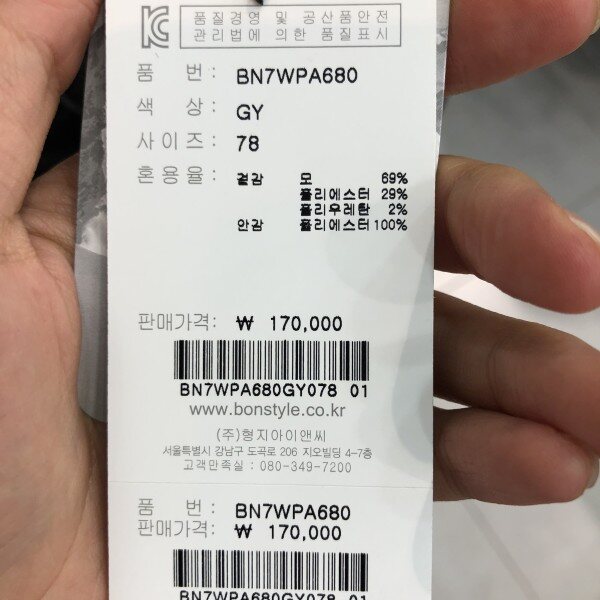 품질경영 및 공산품안전
관리법에 의한 품질표시
품 번: BN7WPA680
색 상: GY
사이즈: 78
혼용율: 겉감 모 69%
폴리에스터 29%
폴리우레탄 2%
안감 폴리에스터 100%
판매가격: ₩ 170,000
BN7WPA680GY078 01
www.bonstyle.co.kr
(주)형지아이앤씨
서울특별시 강남구 도곡로 206 지오빌딩 4-7층
고객만족실 : 080-349-7200
품 번: BN7WPA680
판매가격: ₩ 170,000
BN7WPA680GY078 01